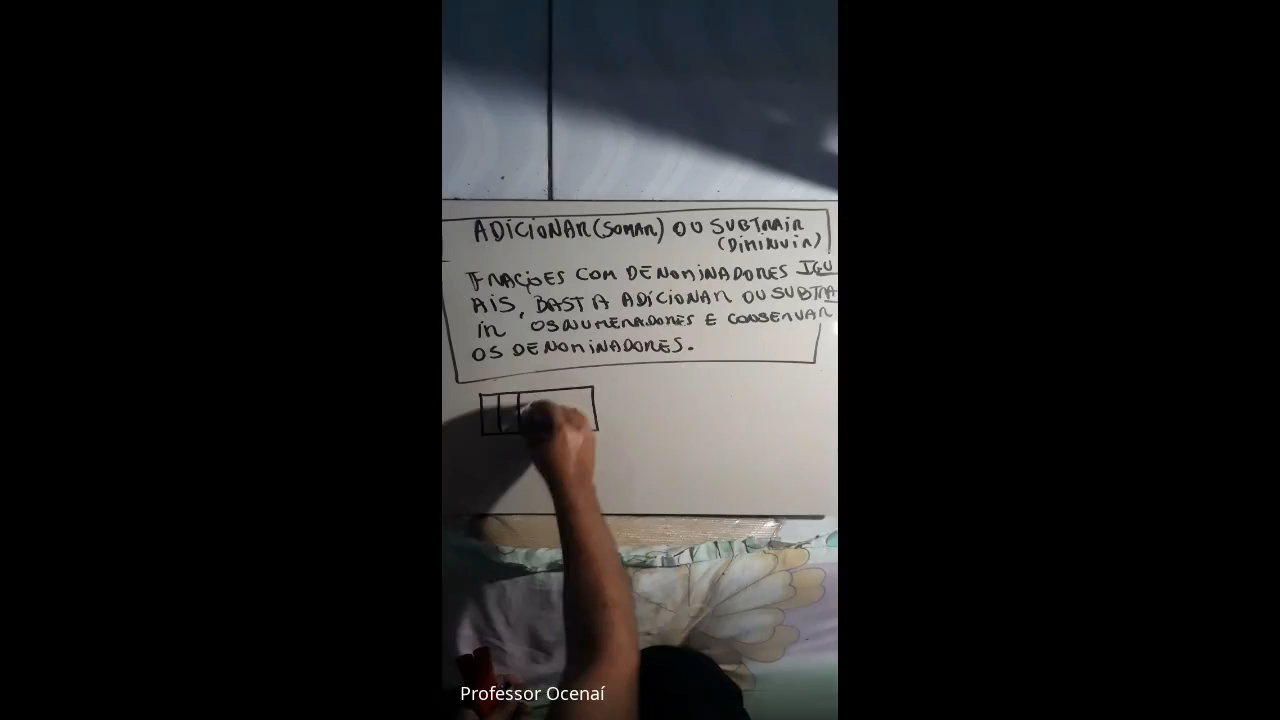 ADICIONAR (SOMAR) OU SUBTRAIR
(DIMINUIR)
FRAÇÕES COM DENOMINADORES IGU
AIS, BASTA ADICIONAR OU SUBTRA
IR OS NUMERADORES E CONSERVAR
OS DENOMINADORES.
Professor Ocenaí